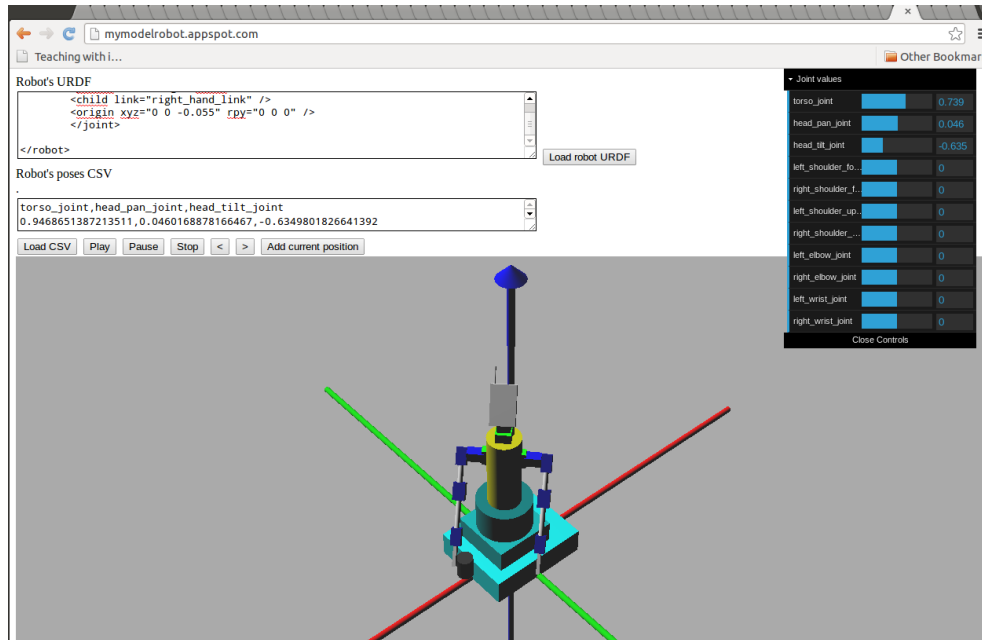 ×
mymodelrobot.appspot.com
Teaching with i...
Other Bookmar
Robot's URDF
<child link="right_hand_link" />
<origin xyz="0 0 -0.055" rpy="0 0 0" />
</joint>
</robot>
Load robot URDF
Robot's poses CSV
.
torso_joint,head_pan_joint,head_tilt_joint
0.9468651387213511,0.0460168878166467,-0.6349801826641392
Load CSV Play Pause Stop < > Add current position
Joint values
torso_joint 0.739
head_pan_joint 0.046
head_tilt_joint -0.635
left_shoulder_fo... 0
right_shoulder_f... 0
left_shoulder_up... 0
right_shoulder_... 0
left_elbow_joint 0
right_elbow_joint 0
left_wrist_joint 0
right_wrist_joint 0
Close Controls